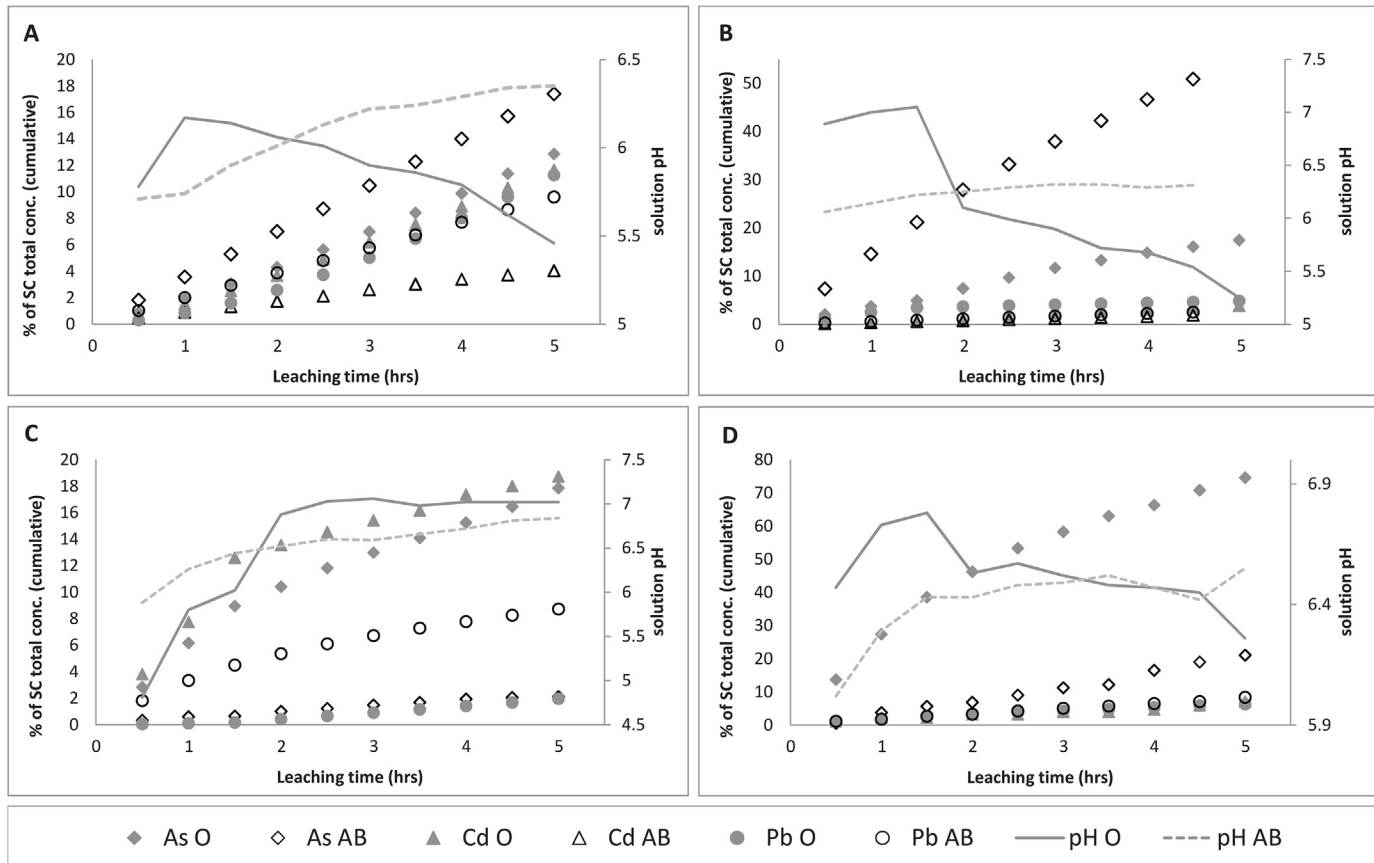 A
% of SC total conc. (cumulative)
20
18
16
14
12
10
8
6
4
2
0
0 1 2 3 4 5
Leaching time (hrs)
6.5
6
5.5
5
solution pH
B
% of SC total conc. (cumulative)
50
40
30
20
10
0
0 1 2 3 4 5
Leaching time (hrs)
7.5
7
6.5
6
5.5
5
solution pH
C
% of SC total conc. (cumulative)
20
18
16
14
12
10
8
6
4
2
0
0 1 2 3 4 5
Leaching time (hrs)
7.5
7
6.5
6
5.5
5
4.5
solution pH
D
% of SC total conc. (cumulative)
80
70
60
50
40
30
20
10
0
0 1 2 3 4 5
Leaching time (hrs)
6.9
6.4
5.9
solution pH
As O As AB Cd O Cd AB Pb O Pb AB pH O pH AB